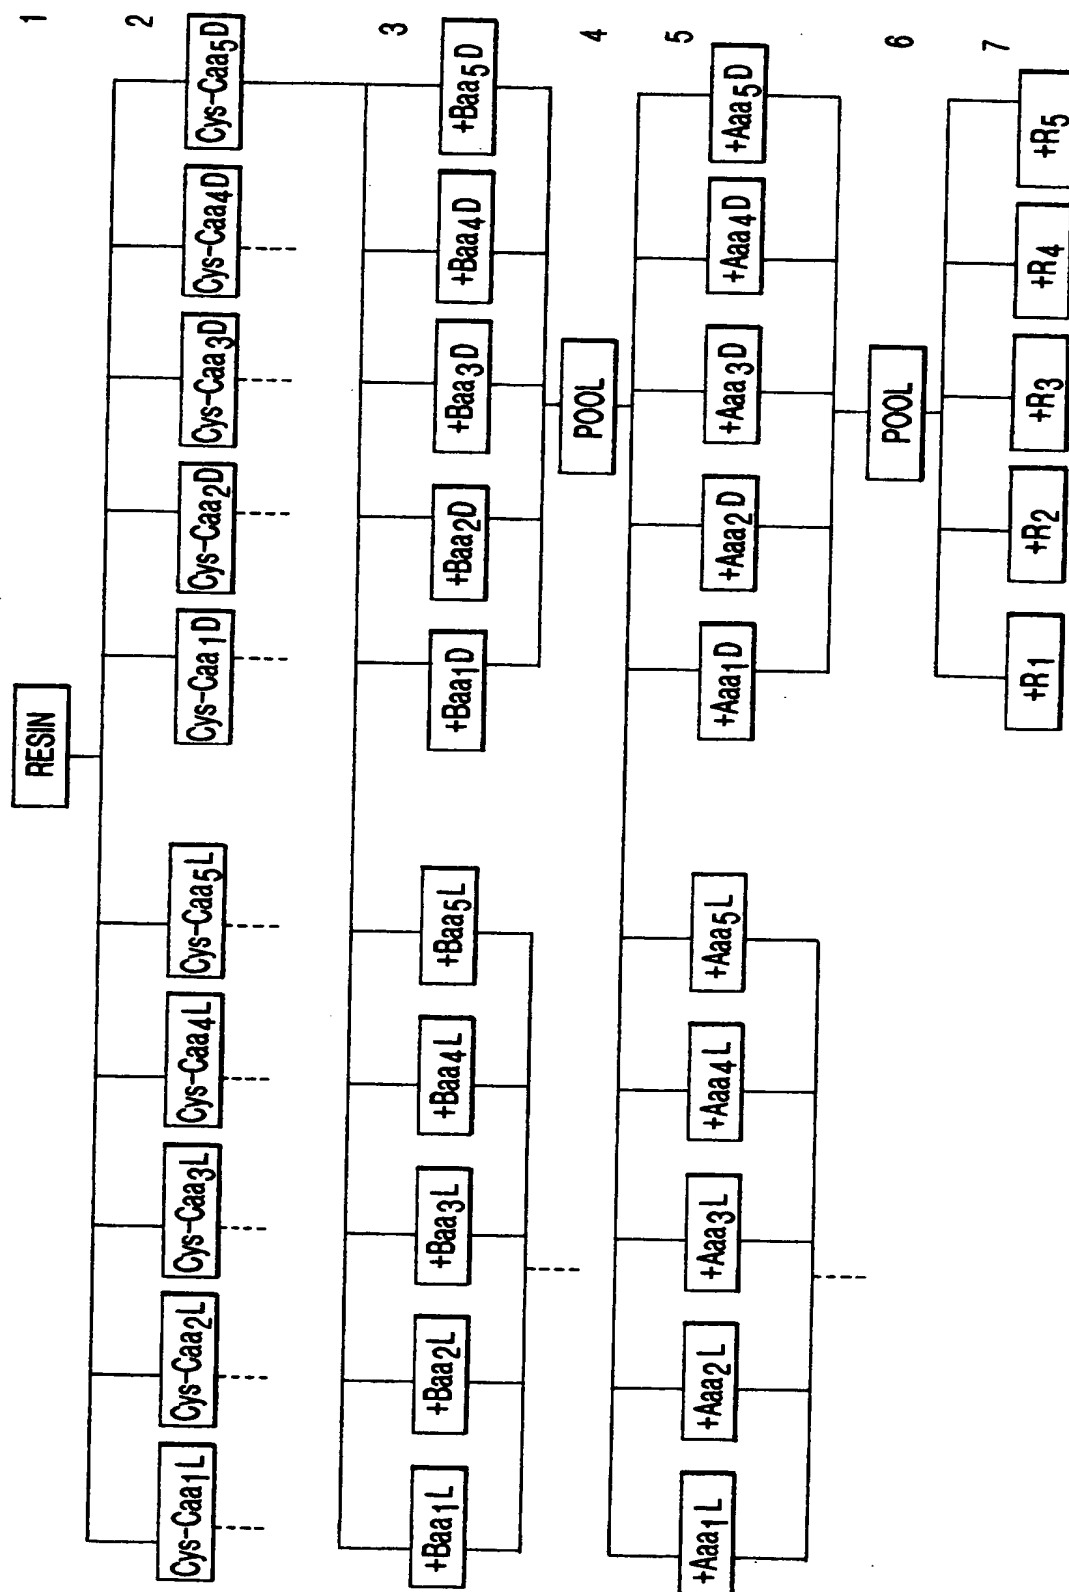 RESIN 1
Cys-Caa1L Cys-Caa2L Cys-Caa3L Cys-Caa4L Cys-Caa5L Cys-Caa1D Cys-Caa2D Cys-Caa3D Cys-Caa4D Cys-Caa5D 2
+Baa1L +Baa2L +Baa3L +Baa4L +Baa5L +Baa1D +Baa2D +Baa3D +Baa4D +Baa5D 3
POOL 4
+Aaa1L +Aaa2L +Aaa3L +Aaa4L +Aaa5L +Aaa1D +Aaa2D +Aaa3D +Aaa4D +Aaa5D 5
POOL 6
+R1 +R2 +R3 +R4 +R5 7